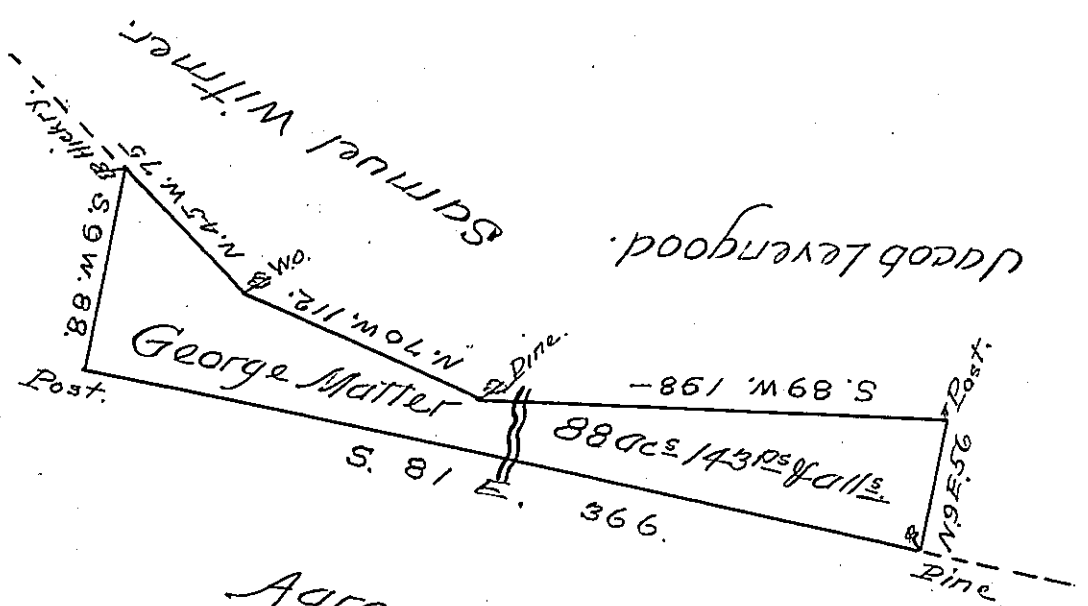 Samuel Witmer.
Jacob Levengood.
Hickry.
N. 45 W. 75
S. 9 W. 88.
W.O.
N. 70 W. 112.
Pine.
George Matter
Post.
S. 89 W. 198-
Post.
88 acs 143 ps & alls.
N. 9 E. 56
S. 81 E. 366.
Pine